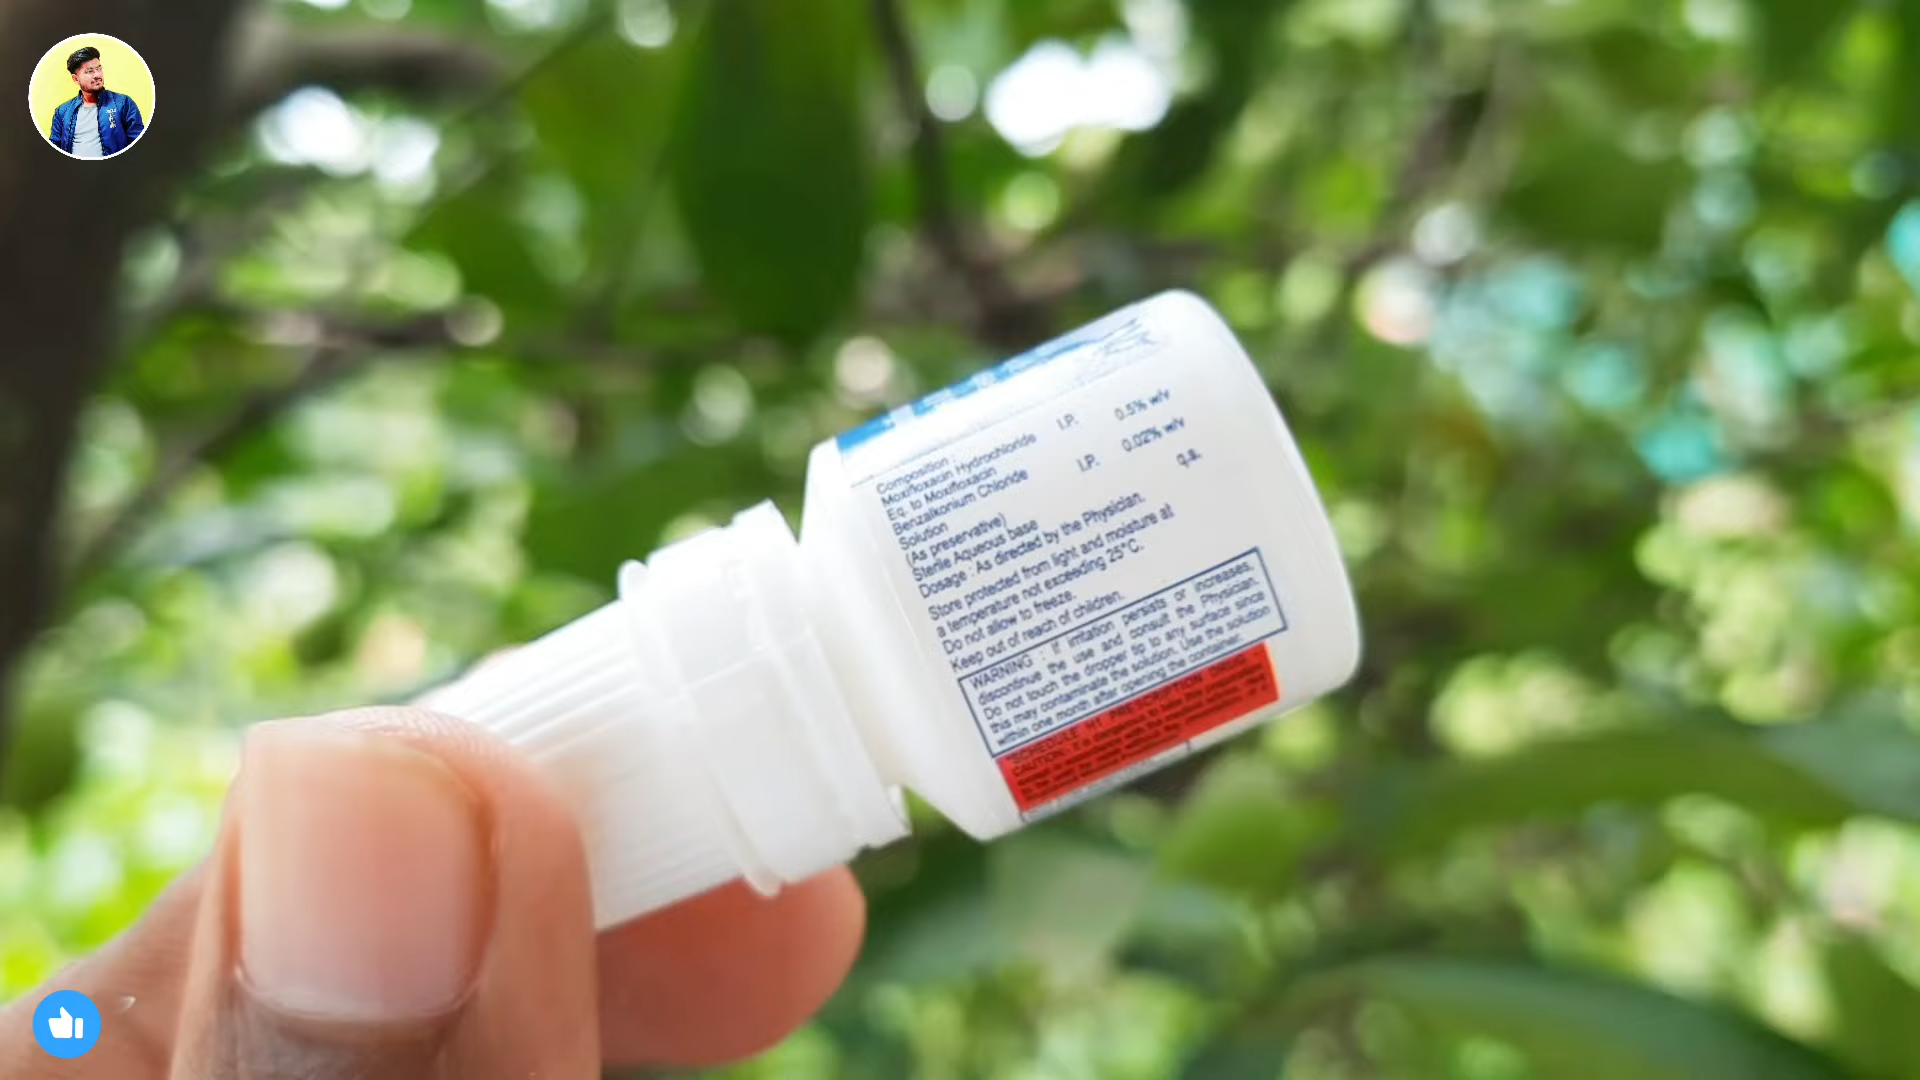 Composition :
Moxifloxacin Hydrochloride I.P.
Eq. to Moxifloxacin 0.5% w/v
Benzalkonium Chloride
Solution I.P. 0.02% w/v
(As preservative)
Sterile Aqueous base q.s.
Dosage : As directed by the Physician.
Store protected from light and moisture at
a temperature not exceeding 25°C.
Do not allow to freeze.
Keep out of reach of children.
WARNING : If irritation persists or increases,
discontinue the use and consult the Physician.
Do not touch the dropper tip to any surface since
this may contaminate the solution. Use the solution
within one month after opening the container.
SCHEDULE H1 PRESCRIPTION DRUG
CAUTION